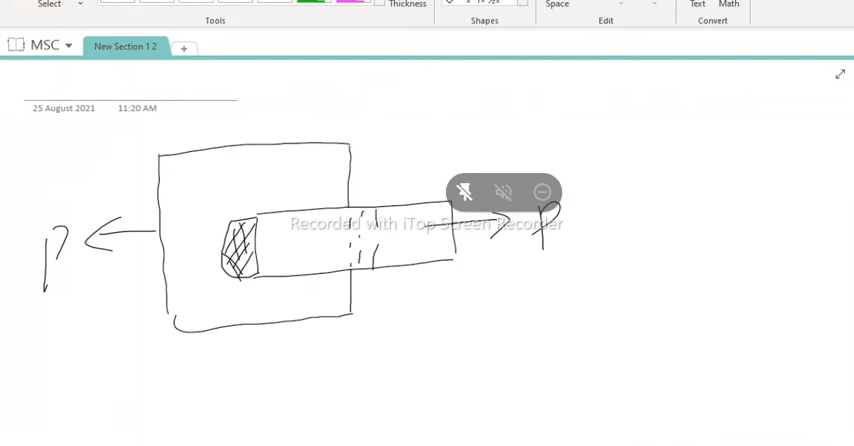 Select
Tools
Thickness
Shapes
Space
Edit
Text
Math
Convert
MSC
New Section 1 2
+
25 August 2021 11:20 AM
P
P
Recorded with iTop Screen Recorder